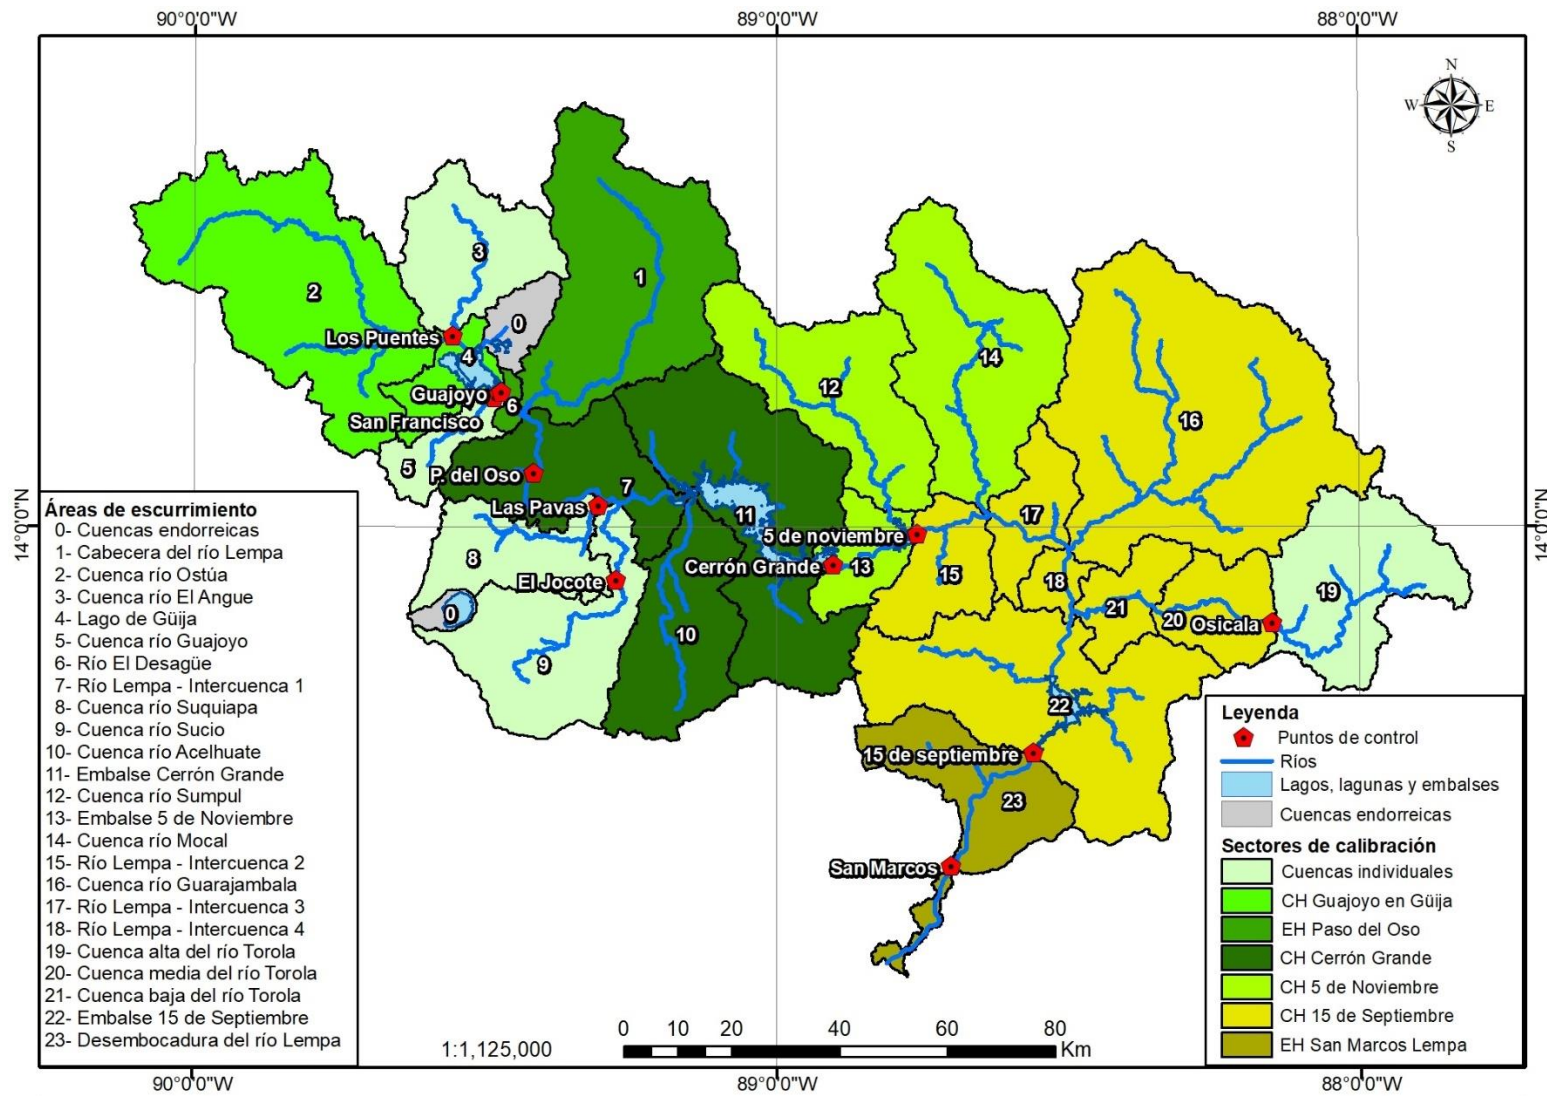 90°0'0"W
89°0'0"W
88°0'0"W
N
W
E
S
1
2
3
0
Los Puentes
4
Guajoyo
6
San Francisco
5
P. del Oso
7
Las Pavas
12
14
16
11
17
5 de noviembre
Cerrón Grande
13
15
18
8
El Jocote
0
9
10
21
20
Osicala
19
22
15 de septiembre
23
San Marcos
14°0'0"N
14°0'0"N
Áreas de escurrimiento
0- Cuencas endorreicas
1- Cabecera del río Lempa
2- Cuenca río Ostúa
3- Cuenca río El Angue
4- Lago de Güija
5- Cuenca río Guajoyo
6- Río El Desagüe
7- Río Lempa - Intercuenca 1
8- Cuenca río Suquiapa
9- Cuenca río Sucio
10- Cuenca río Acelhuate
11- Embalse Cerrón Grande
12- Cuenca río Sumpul
13- Embalse 5 de Noviembre
14- Cuenca río Mocal
15- Río Lempa - Intercuenca 2
16- Cuenca río Guarajambala
17- Río Lempa - Intercuenca 3
18- Río Lempa - Intercuenca 4
19- Cuenca alta del río Torola
20- Cuenca media del río Torola
21- Cuenca baja del río Torola
22- Embalse 15 de Septiembre
23- Desembocadura del río Lempa
Leyenda
Puntos de control
Ríos
Lagos, lagunas y embalses
Cuencas endorreicas
Sectores de calibración
Cuencas individuales
CH Guajoyo en Güija
EH Paso del Oso
CH Cerrón Grande
CH 5 de Noviembre
CH 15 de Septiembre
EH San Marcos Lempa
1:1,125,000
0 10 20 40 60 80
Km
90°0'0"W
89°0'0"W
88°0'0"W